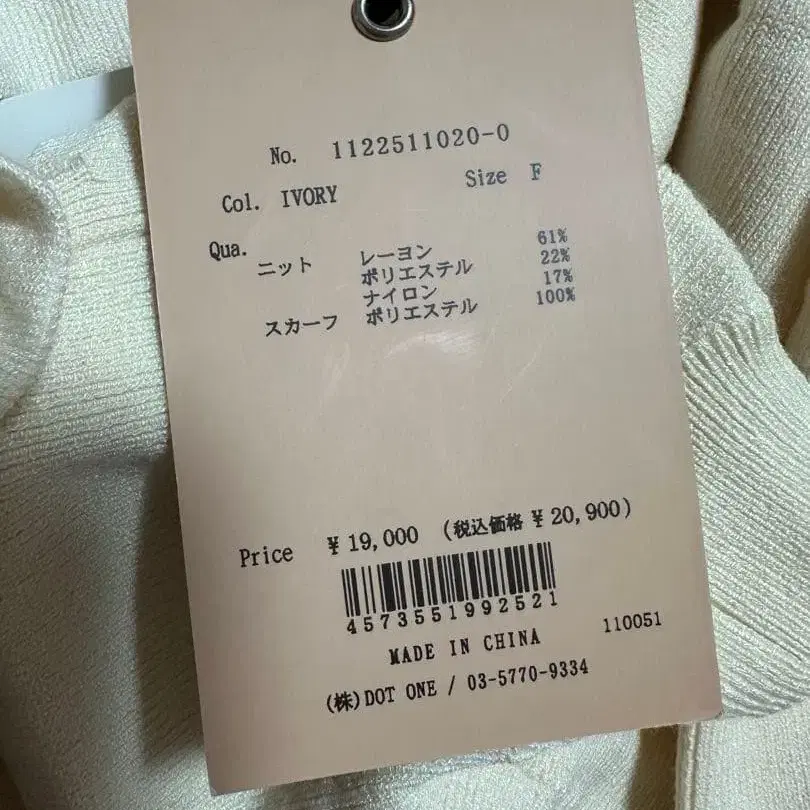 No. 1122511020-0
Col. IVORY Size F
Qua. ニット レーヨン 61%
ポリエステル 22%
ナイロン 17%
スカーフ ポリエステル 100%
Price ¥19,000 (税込価格 ¥20,900)
4573551992521
MADE IN CHINA 110051
(株)DOT ONE / 03-5770-9334